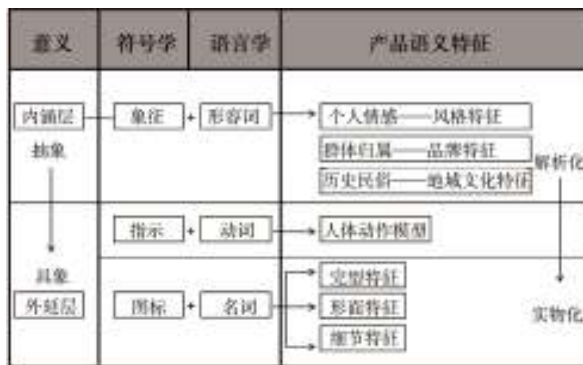 意义 符号学 语言学 产品语义特征
内涵层 象征 + 形容词 个人情感——风格特征
抽象 群体归属——品牌特征 解析化
历史民俗——地域文化特征
指示 + 动词 人体动作模型
具象 完型特征
外延层 图标 + 名词 形面特征 实物化
细节特征